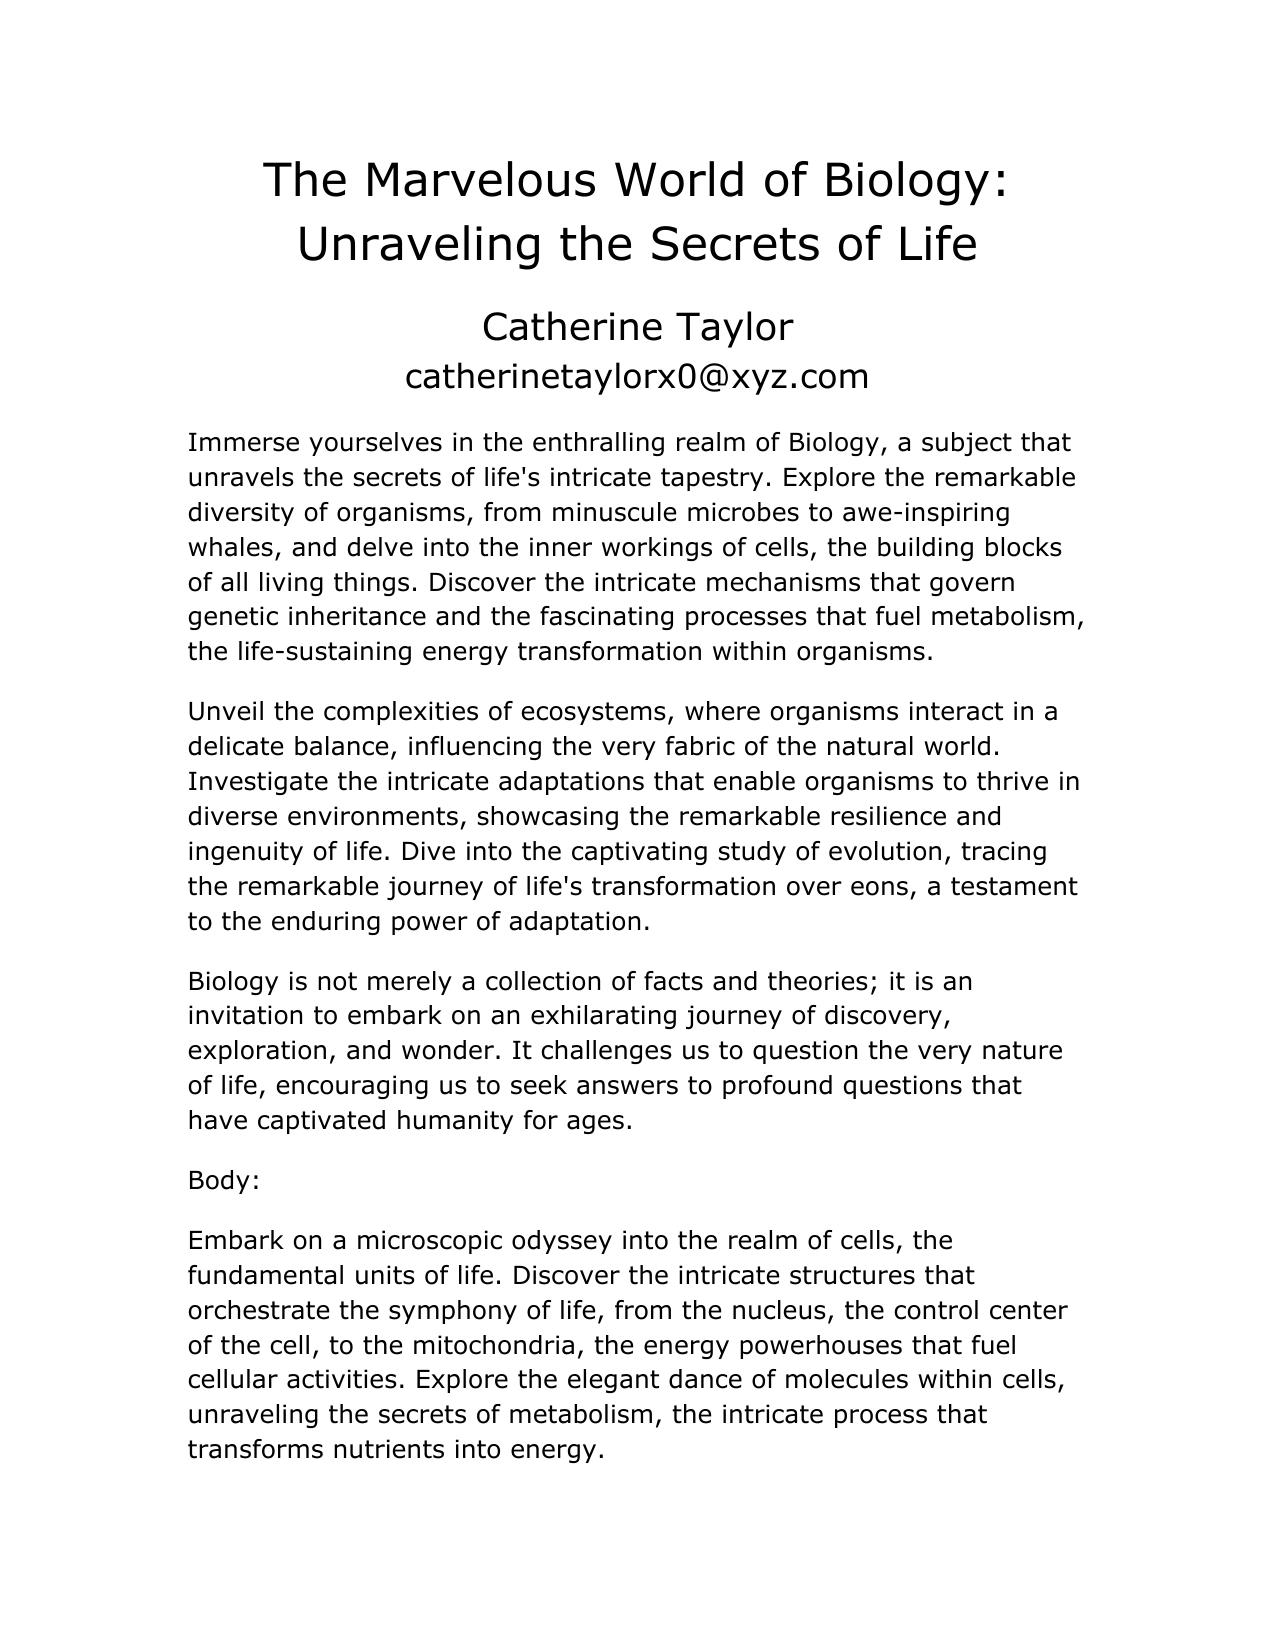 The Marvelous World of Biology:
Unraveling the Secrets of Life
Catherine Taylor
catherinetaylorx0@xyz.com
Immerse yourselves in the enthralling realm of Biology, a subject that
unravels the secrets of life's intricate tapestry. Explore the remarkable
diversity of organisms, from minuscule microbes to awe-inspiring
whales, and delve into the inner workings of cells, the building blocks
of all living things. Discover the intricate mechanisms that govern
genetic inheritance and the fascinating processes that fuel metabolism,
the life-sustaining energy transformation within organisms.
Unveil the complexities of ecosystems, where organisms interact in a
delicate balance, influencing the very fabric of the natural world.
Investigate the intricate adaptations that enable organisms to thrive in
diverse environments, showcasing the remarkable resilience and
ingenuity of life. Dive into the captivating study of evolution, tracing
the remarkable journey of life's transformation over eons, a testament
to the enduring power of adaptation.
Biology is not merely a collection of facts and theories; it is an
invitation to embark on an exhilarating journey of discovery,
exploration, and wonder. It challenges us to question the very nature
of life, encouraging us to seek answers to profound questions that
have captivated humanity for ages.
Body:
Embark on a microscopic odyssey into the realm of cells, the
fundamental units of life. Discover the intricate structures that
orchestrate the symphony of life, from the nucleus, the control center
of the cell, to the mitochondria, the energy powerhouses that fuel
cellular activities. Explore the elegant dance of molecules within cells,
unraveling the secrets of metabolism, the intricate process that
transforms nutrients into energy.